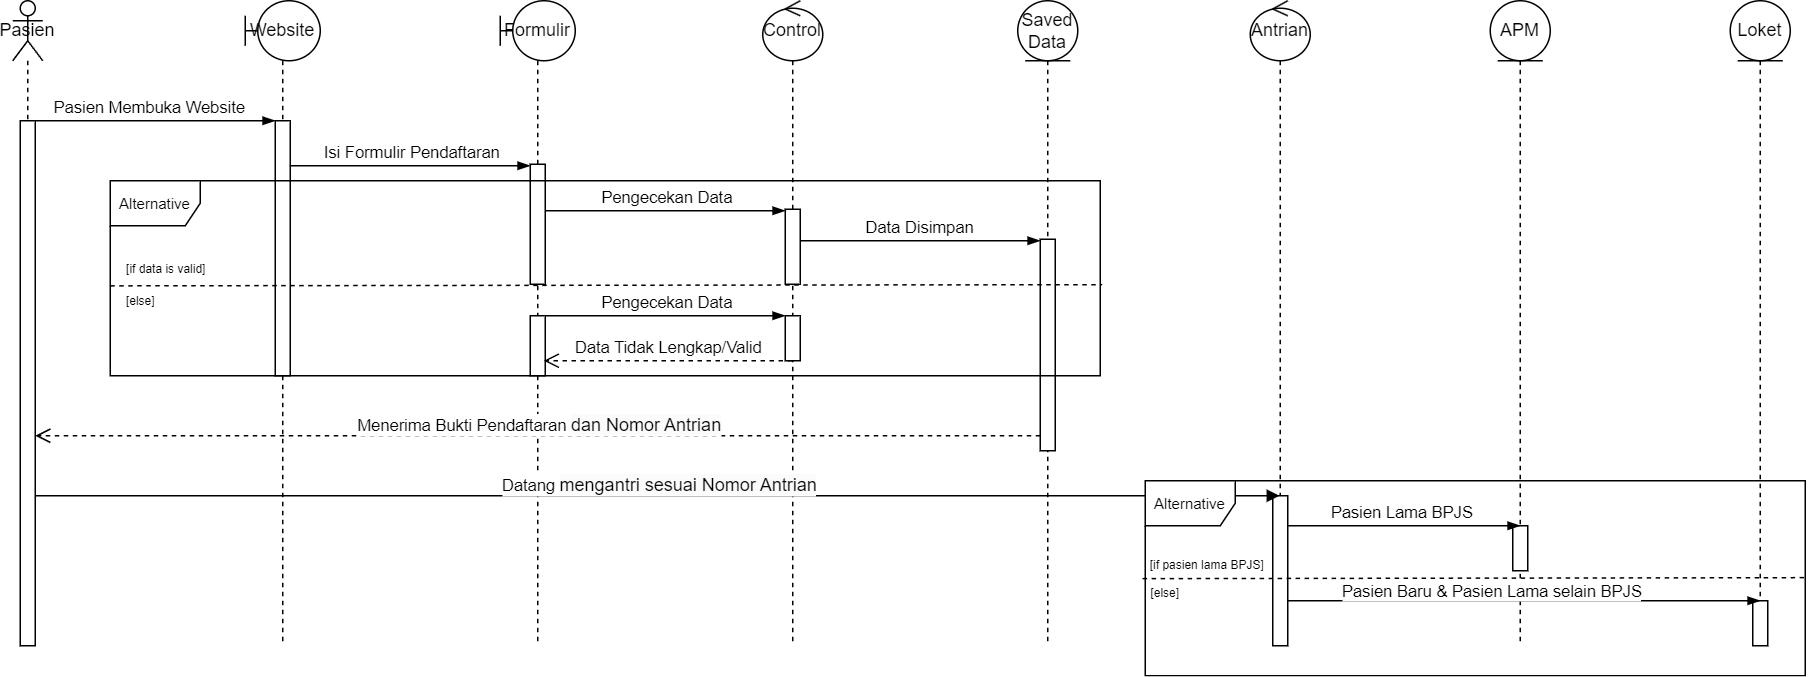 Pasien
Website
Formulir
Control
Saved
Data
Antrian
APM
Loket
Pasien Membuka Website
Isi Formulir Pendaftaran
Alternative
Pengecekan Data
Data Disimpan
[if data is valid]
[else]
Pengecekan Data
Data Tidak Lengkap/Valid
Menerima Bukti Pendaftaran dan Nomor Antrian
Datang mengantri sesuai Nomor Antrian
Alternative
Pasien Lama BPJS
[if pasien lama BPJS]
[else]
Pasien Baru & Pasien Lama selain BPJS